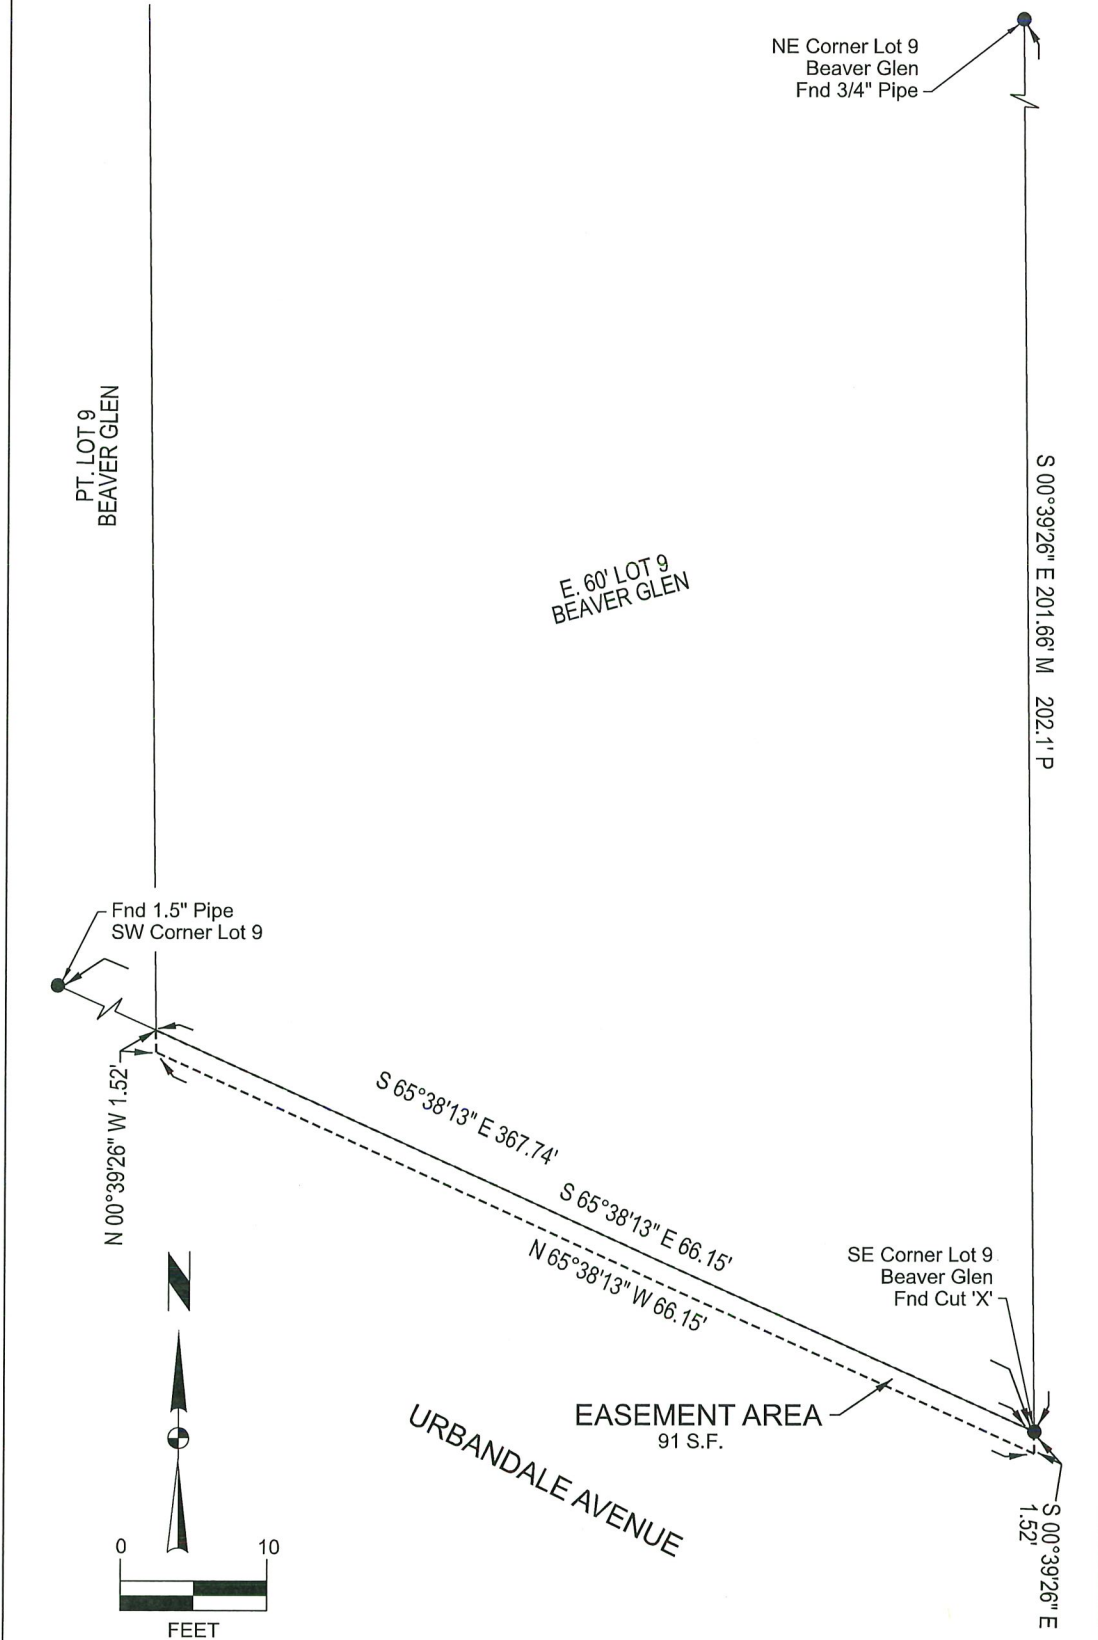 NE Corner Lot 9
Beaver Glen
Fnd 3/4" Pipe
PT. LOT 9
BEAVER GLEN
S 00°39'26" E 201.66' M 202.1' P
E. 60' LOT 9
BEAVER GLEN
Fnd 1.5" Pipe
SW Corner Lot 9
N 00°39'26" W 1.52'
S 65°38'13" E 367.74'
S 65°38'13" E 66.15'
N 65°38'13" W 66.15'
SE Corner Lot 9
Beaver Glen
Fnd Cut 'X'
N
EASEMENT AREA
91 S.F.
URBANDALE AVENUE
S 00°39'26" E
1.52'
0 10
FEET